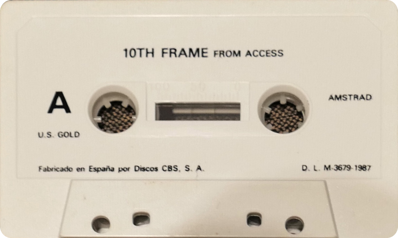 10TH FRAME FROM ACCESS
A
AMSTRAD
U.S. GOLD
Fabricado en España por Discos CBS, S. A.
D. L. M-3679-1987